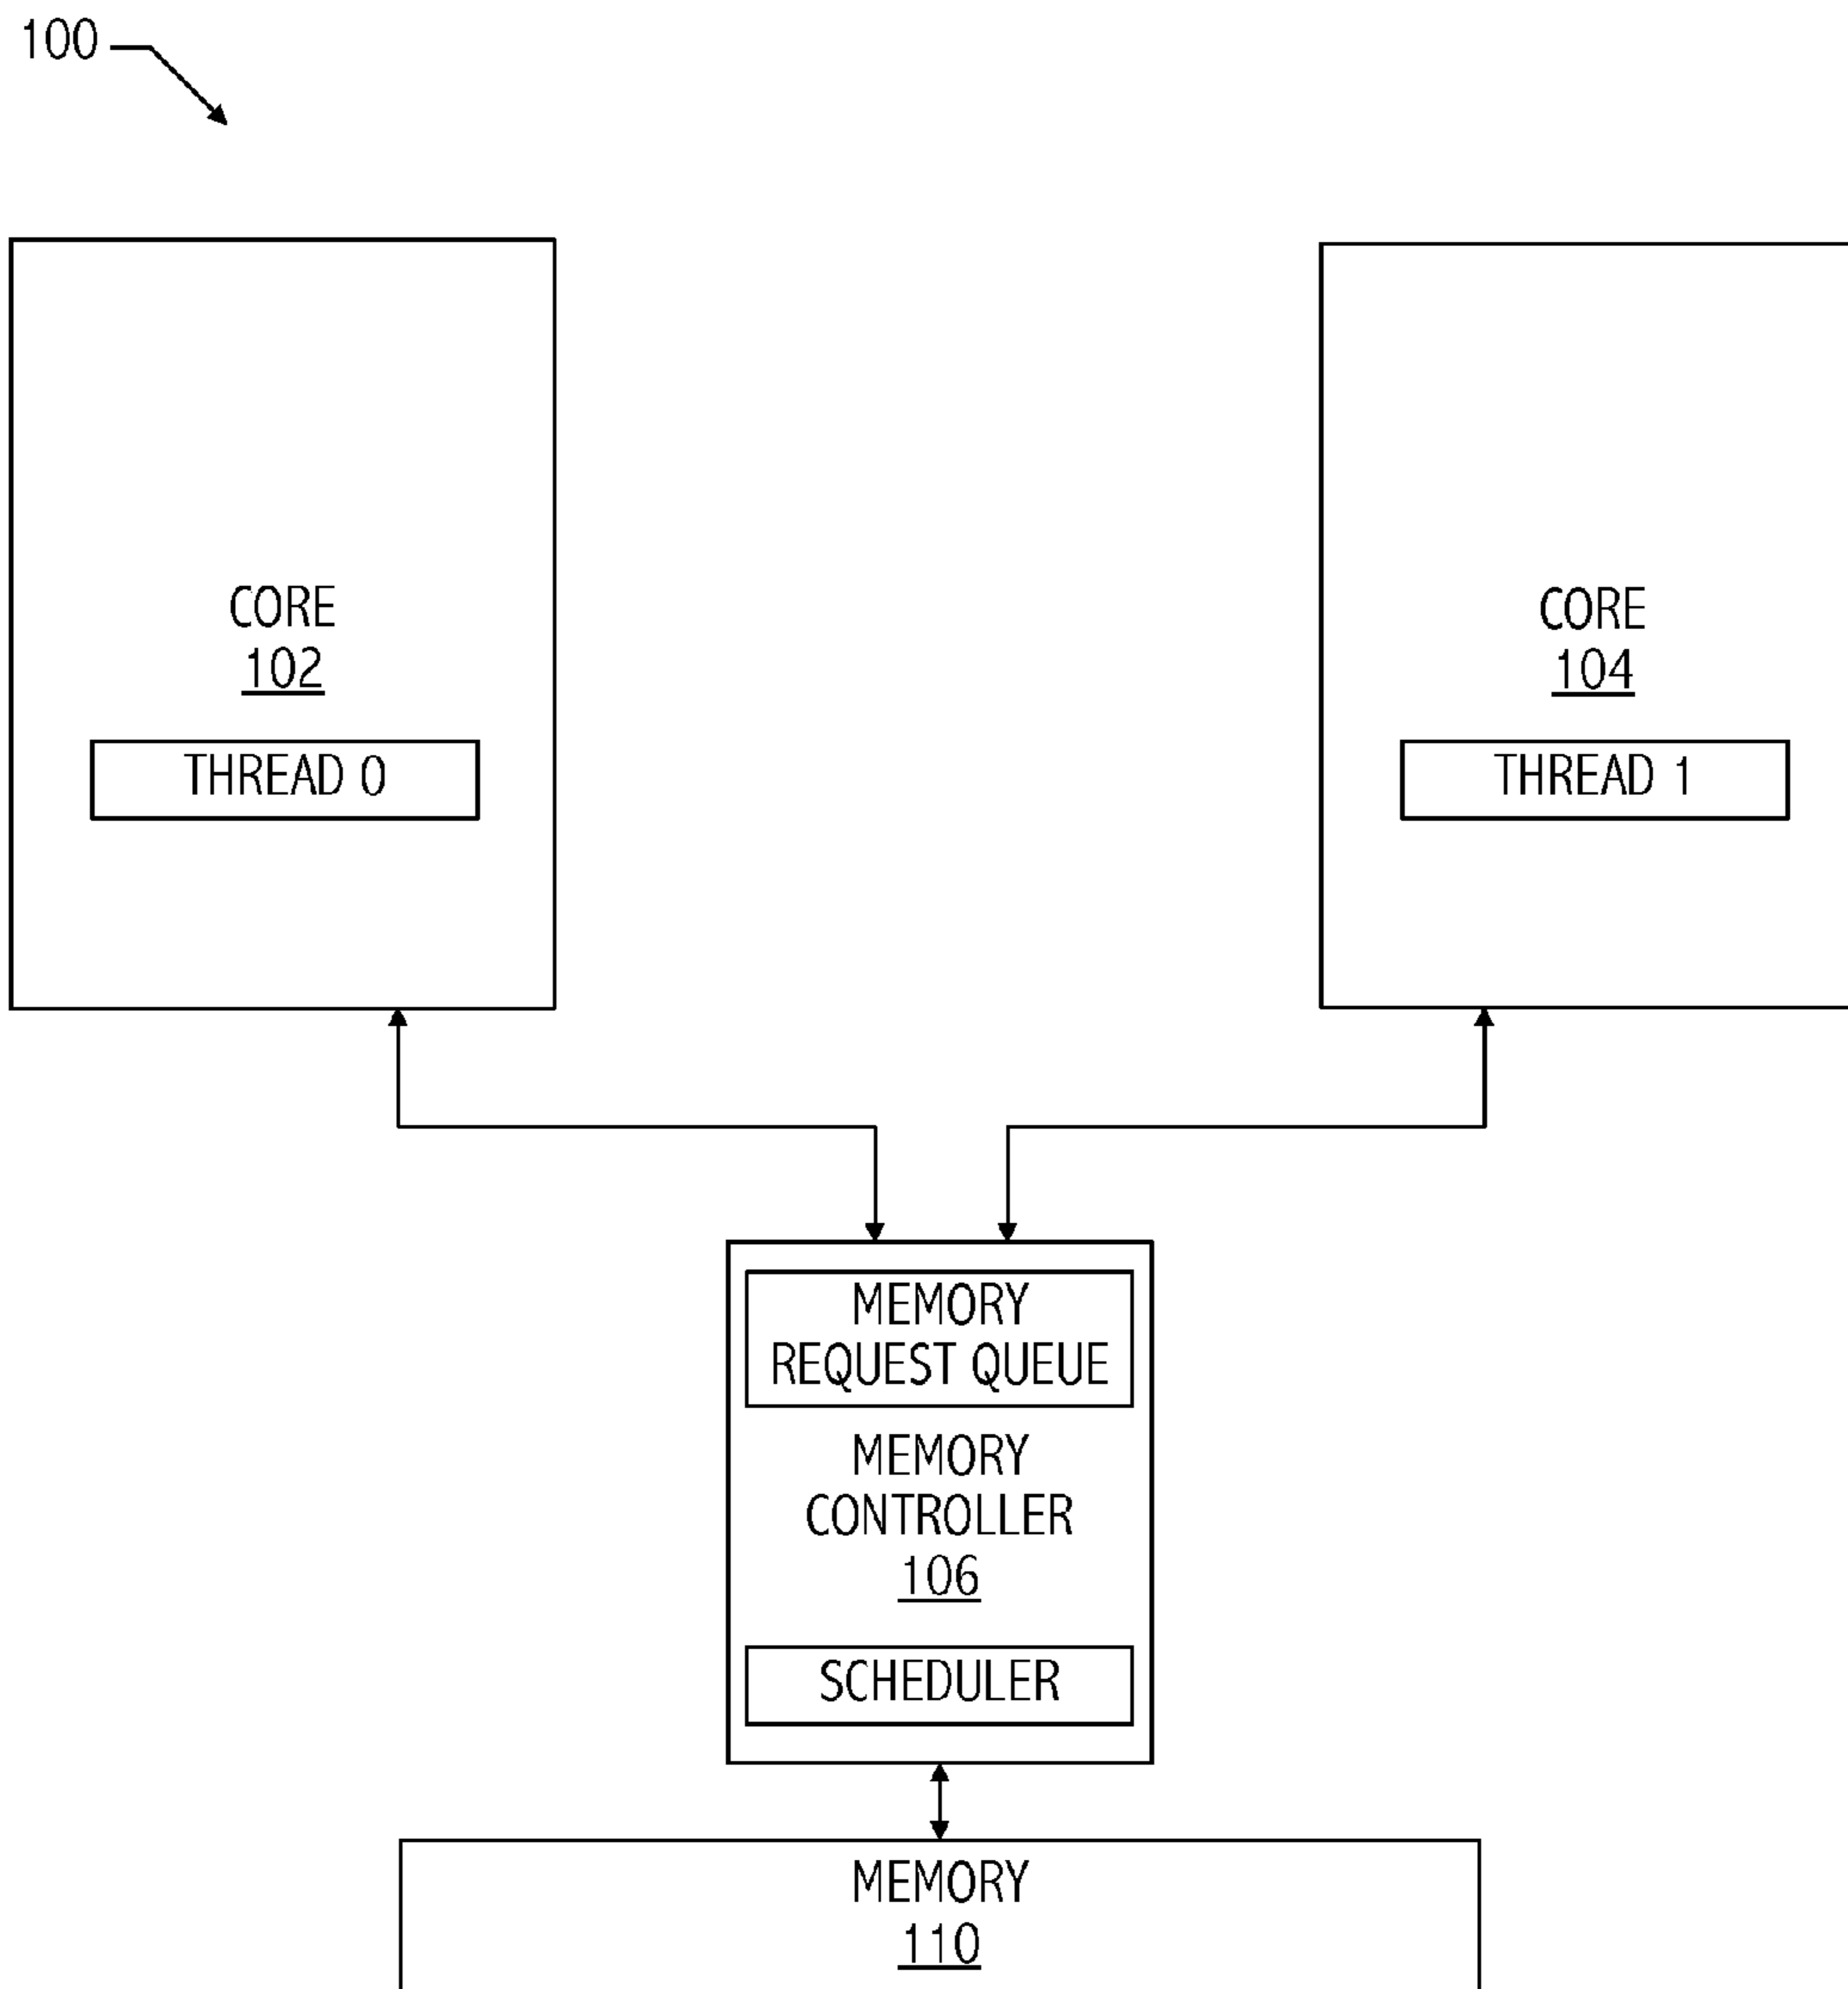 100
CORE
102
THREAD 0
CORE
104
THREAD 1
MEMORY
REQUEST QUEUE
MEMORY
CONTROLLER
106
SCHEDULER
MEMORY
110